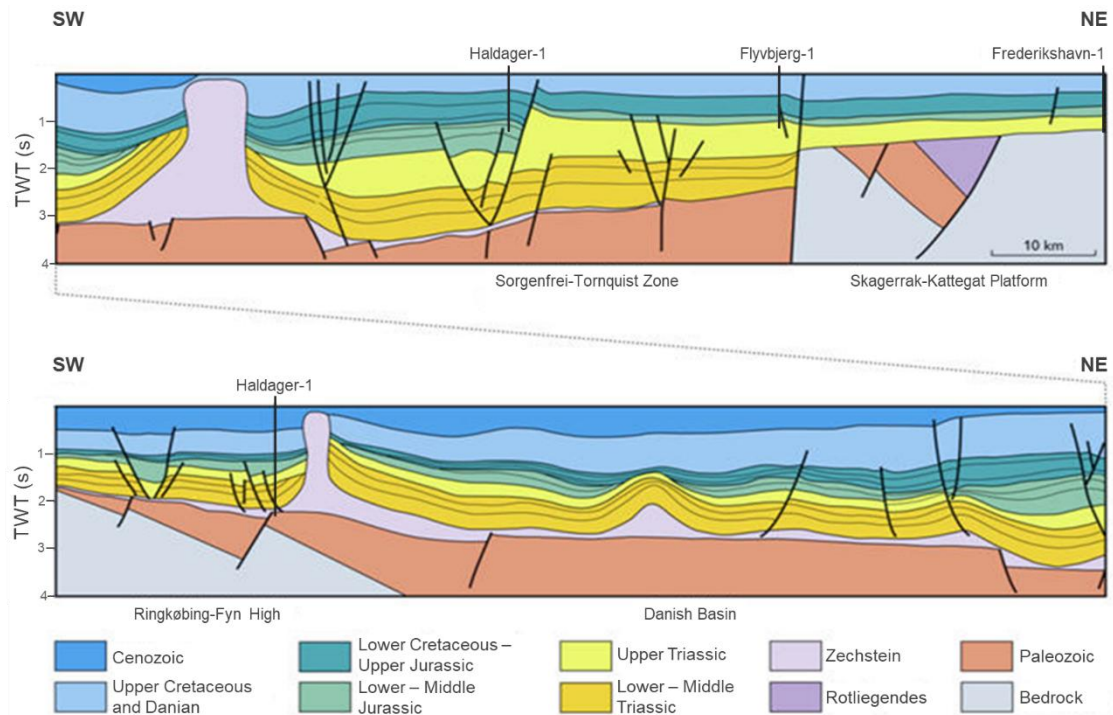 SW
NE
Haldager-1
Flyvbjerg-1
Frederikshavn-1
TWT (s)
1
2
3
4
10 km
Sorgenfrei-Tornquist Zone
Skagerrak-Kattegat Platform
SW
NE
Haldager-1
TWT (s)
1
2
3
4
Ringkøbing-Fyn High
Danish Basin
Cenozoic
Lower Cretaceous –
Upper Jurassic
Upper Triassic
Zechstein
Paleozoic
Upper Cretaceous
and Danian
Lower – Middle
Jurassic
Lower – Middle
Triassic
Rotliegendes
Bedrock